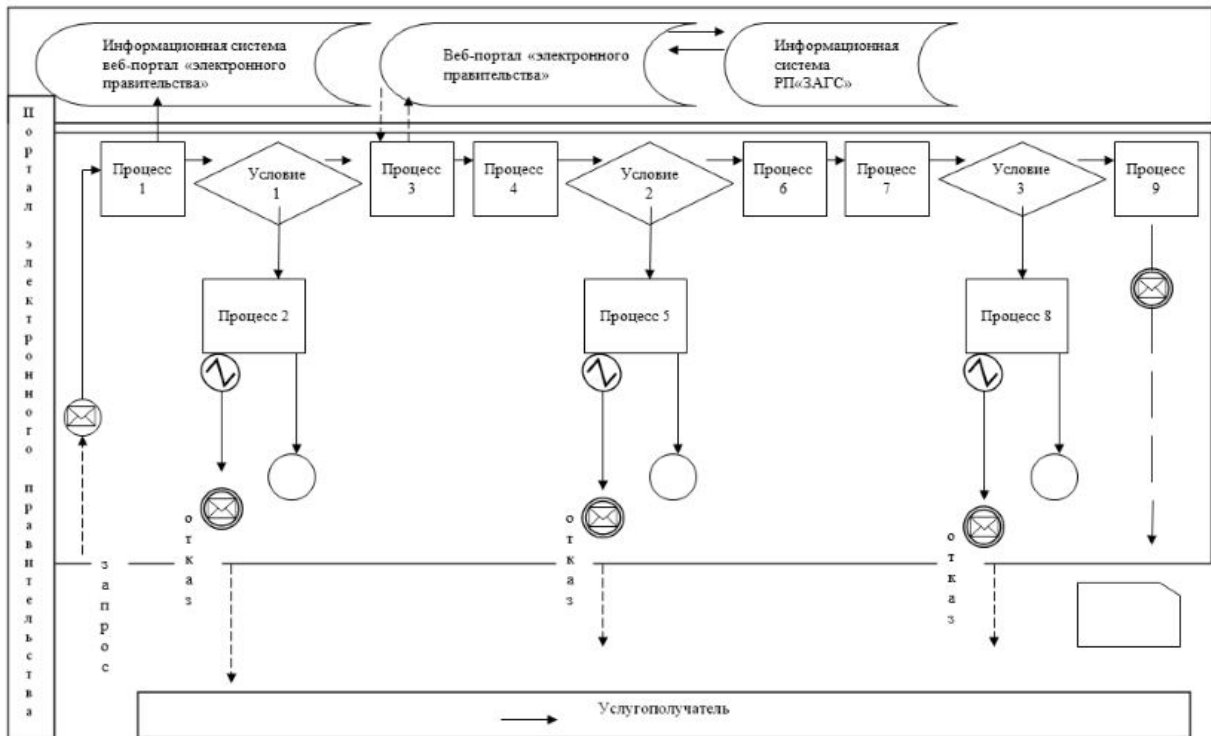 Информационная система
веб-портал «электронного
правительства»
Веб-портал «электронного
правительства»
Информационная
система
РП«ЗАГС»
Портал электронного правительства
Процесс
1
Условие
1
Процесс
3
Процесс
4
Условие
2
Процесс
6
Процесс
7
Условие
3
Процесс
9
Процесс 2
Процесс 5
Процесс 8
запрос
отказ
отказ
отказ
Услугополучатель